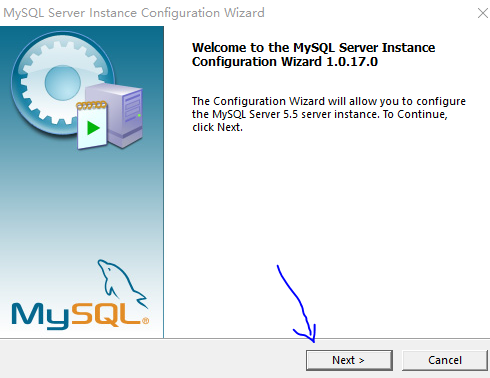 MySQL Server Instance Configuration Wizard
Welcome to the MySQL Server Instance
Configuration Wizard 1.0.17.0
The Configuration Wizard will allow you to configure
the MySQL Server 5.5 server instance. To Continue,
click Next.
MySQL®
Next >
Cancel